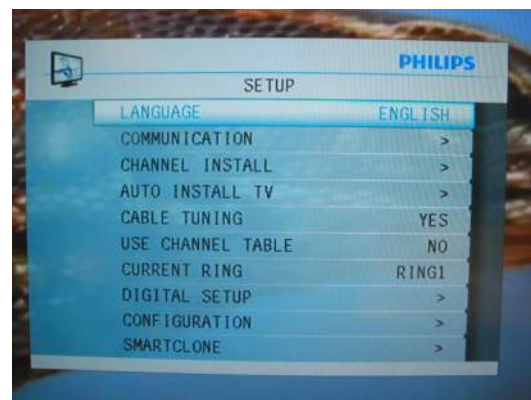 PHILIPS
SETUP
LANGUAGE ENGLISH
COMMUNICATION >
CHANNEL INSTALL >
AUTO INSTALL TV >
CABLE TUNING YES
USE CHANNEL TABLE NO
CURRENT RING RING1
DIGITAL SETUP >
CONFIGURATION >
SMARTCLONE >